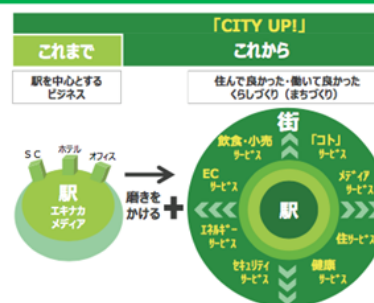 「CITY UP!」
これまで
これから
駅を中心とする
ビジネス
住んで良かった・働いて良かった
くらしづくり(まちづくり)
SC
ホテル
オフィス
駅
エキナカ
メディア
磨きを
かける
+
街
飲食・小売
サービス
「コト」
サービス
EC
サービス
メディア
サービス
駅
エネルギー
サービス
住サービス
セキュリティ
サービス
健康
サービス